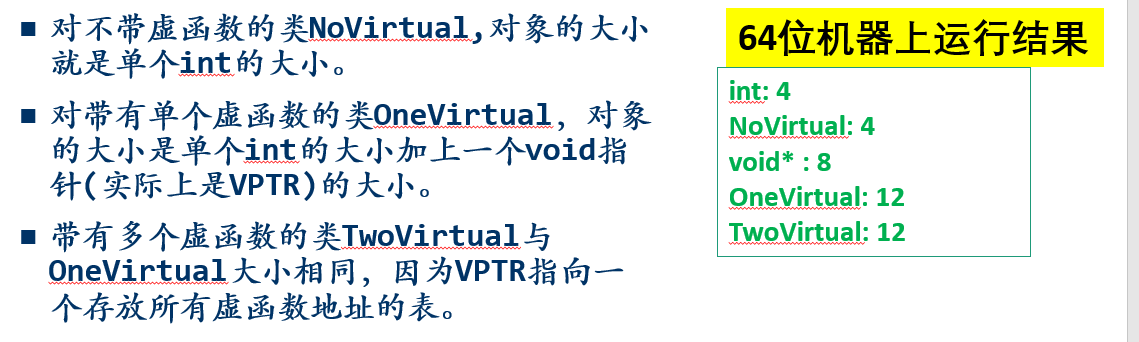 ■ 对不带虚函数的类NoVirtual,对象的大小
就是单个int的大小。
■ 对带有单个虚函数的类OneVirtual，对象
的大小是单个int的大小加上一个void指
针(实际上是VPTR)的大小。
■ 带有多个虚函数的类TwoVirtual与
OneVirtual大小相同，因为VPTR指向一
个存放所有虚函数地址的表。
64位机器上运行结果
int: 4
NoVirtual: 4
void* : 8
OneVirtual: 12
TwoVirtual: 12